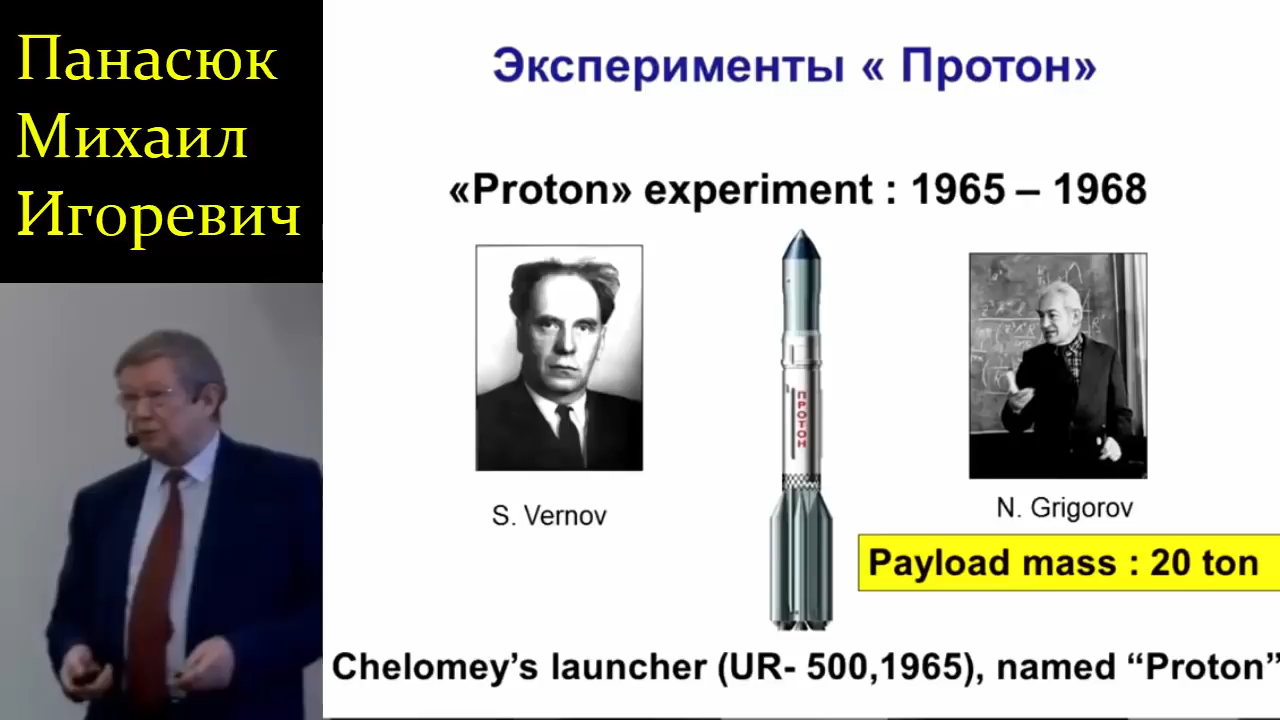 Панасюк
Михаил
Игоревич
Эксперименты « Протон»
«Proton» experiment : 1965 – 1968
ПРОТОН
S. Vernov
N. Grigorov
Payload mass : 20 ton
Chelomey’s launcher (UR- 500,1965), named “Proton”